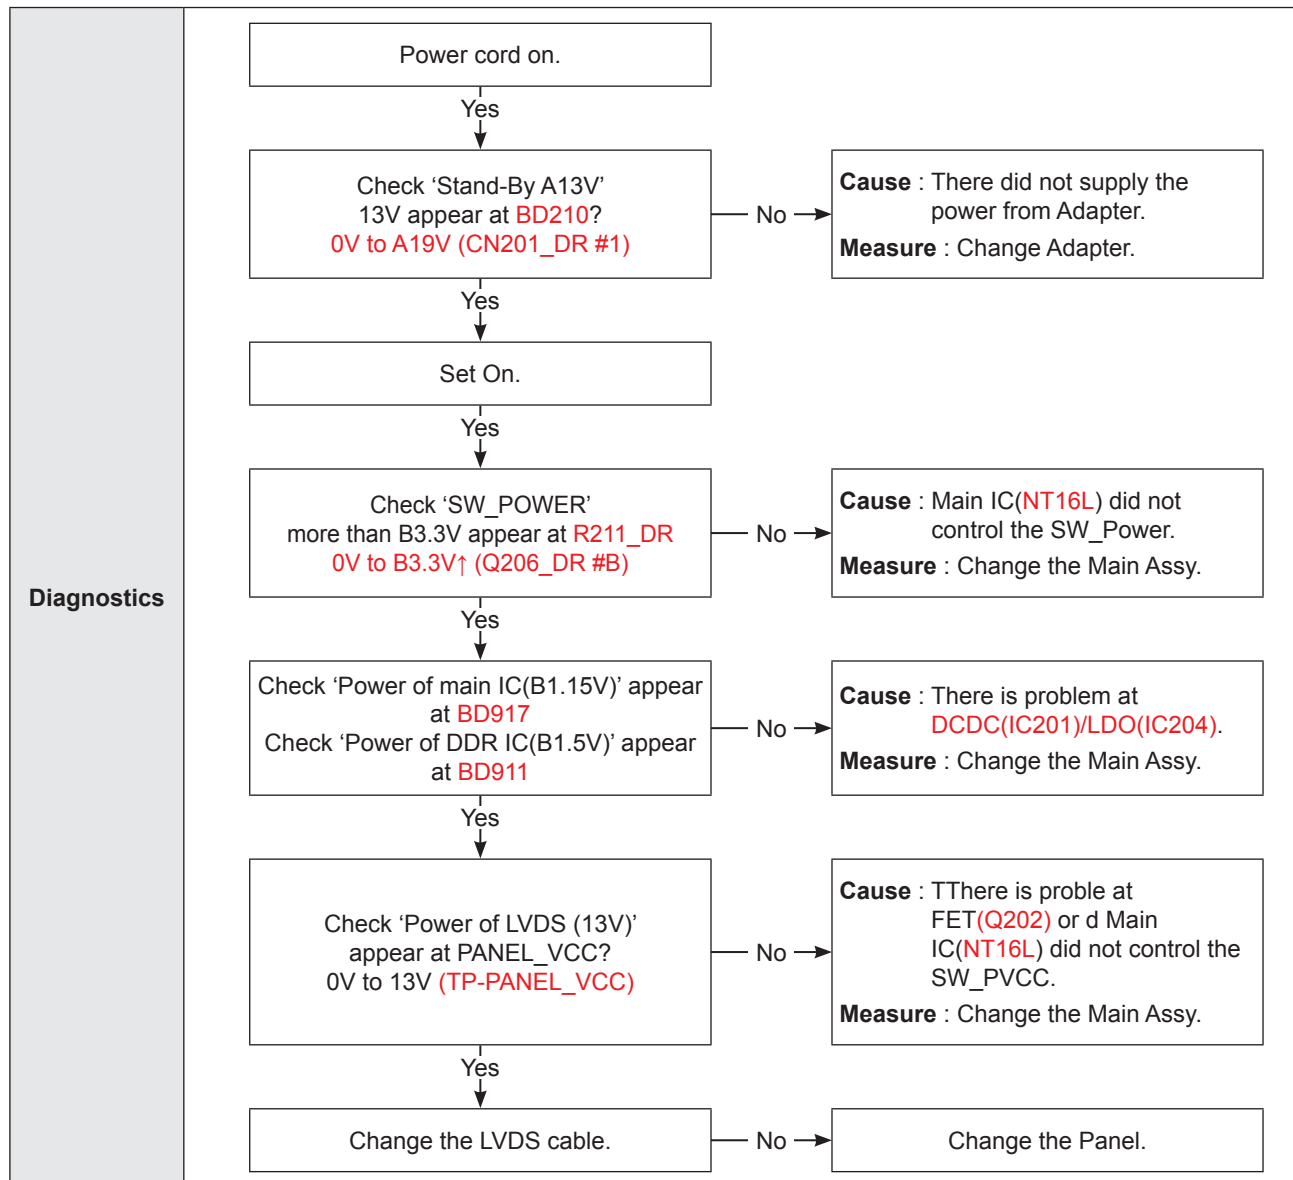 Diagnostics
Power cord on.
Yes
Check ‘Stand-By A13V’
13V appear at BD210?
0V to A19V (CN201_DR #1)
No
Cause : There did not supply the
power from Adapter.
Measure : Change Adapter.
Yes
Set On.
Yes
Check ‘SW_POWER’
more than B3.3V appear at R211_DR
0V to B3.3V↑ (Q206_DR #B)
No
Cause : Main IC(NT16L) did not
control the SW_Power.
Measure : Change the Main Assy.
Yes
Check ‘Power of main IC(B1.15V)’ appear
at BD917
Check ‘Power of DDR IC(B1.5V)’ appear
at BD911
No
Cause : There is problem at
DCDC(IC201)/LDO(IC204).
Measure : Change the Main Assy.
Yes
Check ‘Power of LVDS (13V)’
appear at PANEL_VCC?
0V to 13V (TP-PANEL_VCC)
No
Cause : TThere is proble at
FET(Q202) or d Main
IC(NT16L) did not control the
SW_PVCC.
Measure : Change the Main Assy.
Yes
Change the LVDS cable.
No
Change the Panel.